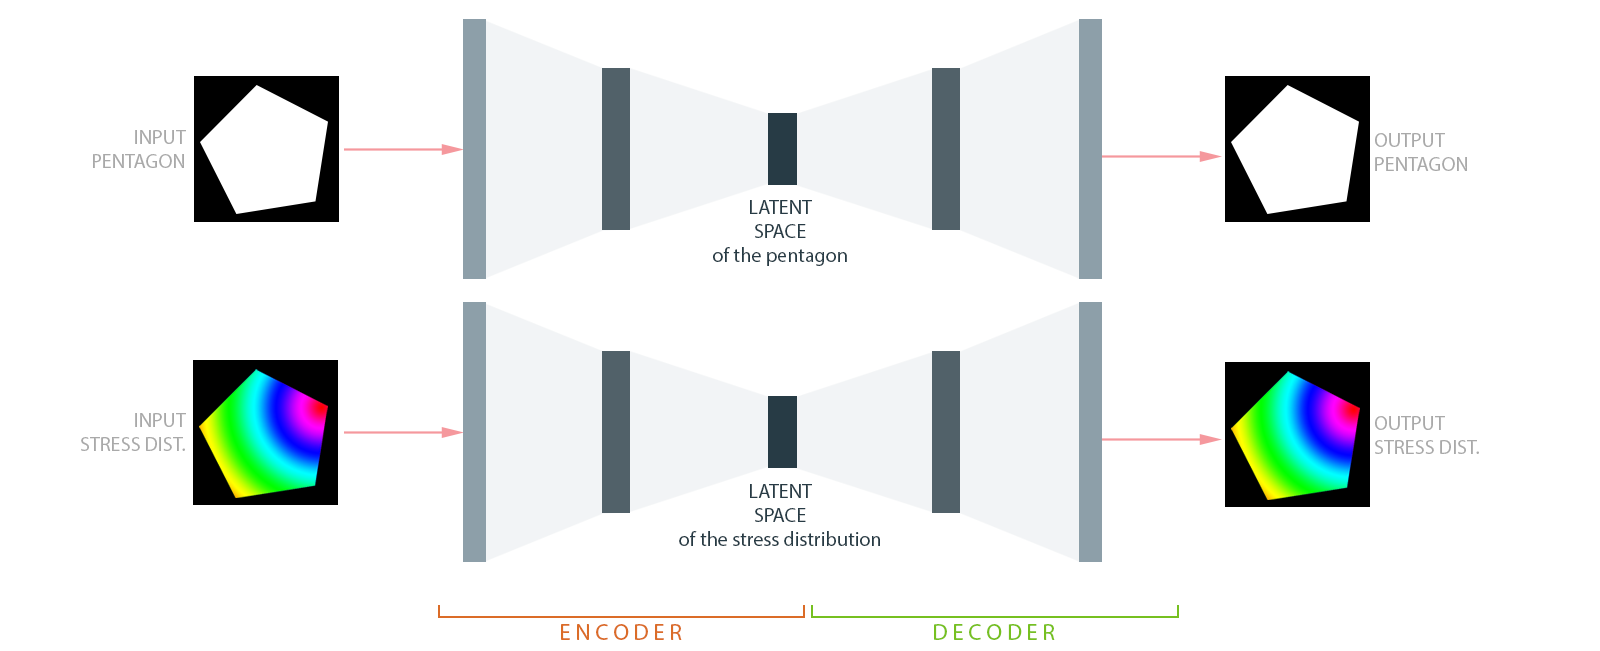 INPUT
PENTAGON
LATENT
SPACE
of the pentagon
OUTPUT
PENTAGON
INPUT
STRESS DIST.
LATENT
SPACE
of the stress distribution
OUTPUT
STRESS DIST.
ENCODER
DECODER